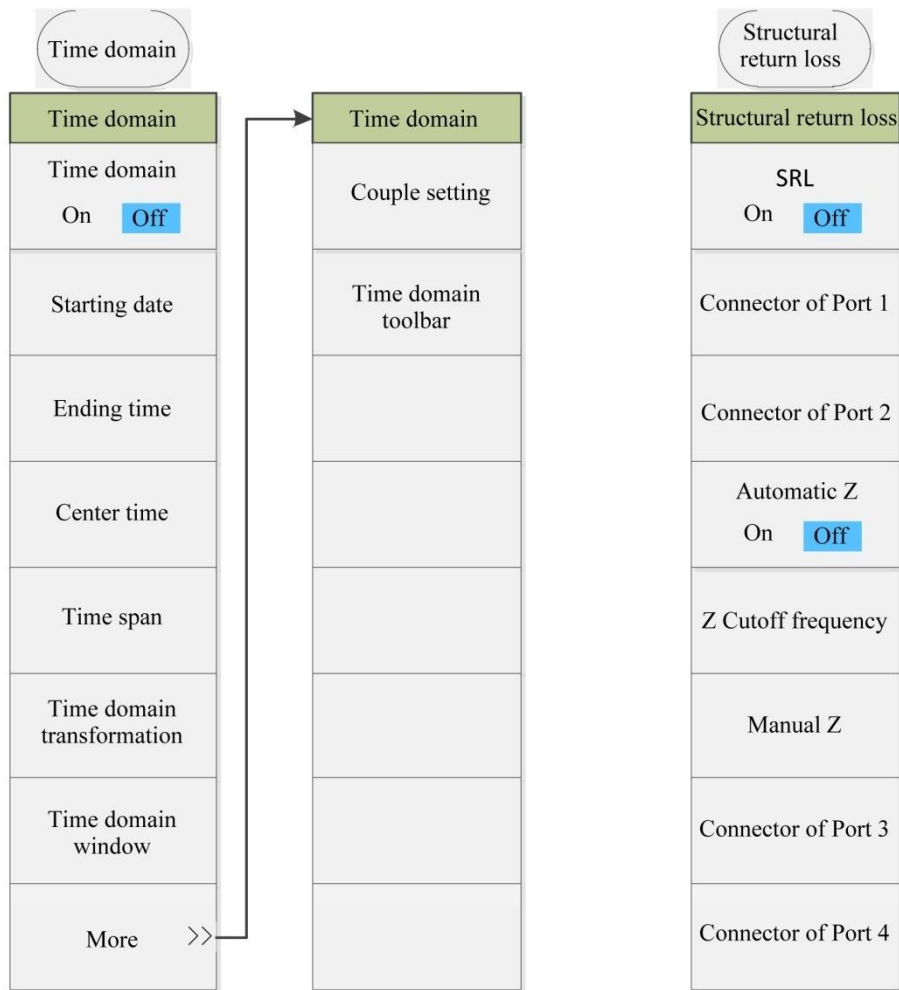 Time domain
Time domain
Time domain
On Off
Starting date
Ending time
Center time
Time span
Time domain
transformation
Time domain
window
More >>
Time domain
Couple setting
Time domain
toolbar
Structural
return loss
Structural return loss
SRL
On Off
Connector of Port 1
Connector of Port 2
Automatic Z
On Off
Z Cutoff frequency
Manual Z
Connector of Port 3
Connector of Port 4